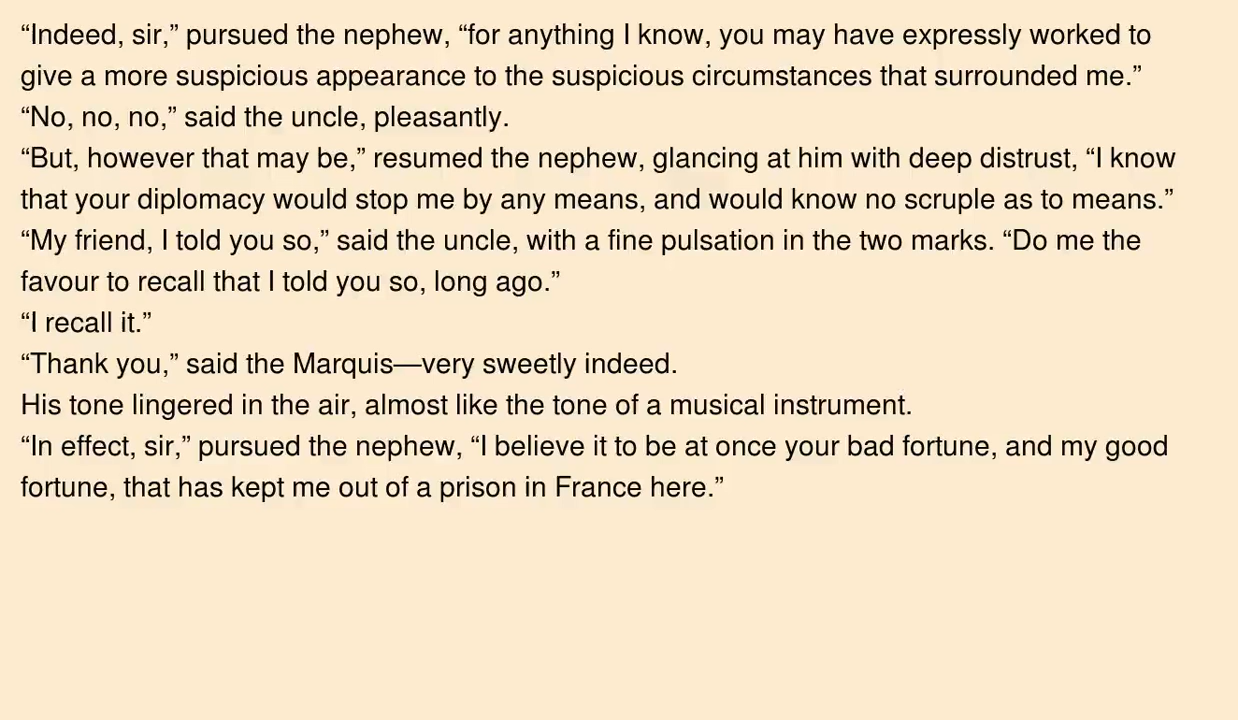 “Indeed, sir,” pursued the nephew, “for anything I know, you may have expressly worked to
give a more suspicious appearance to the suspicious circumstances that surrounded me.”
“No, no, no,” said the uncle, pleasantly.
“But, however that may be,” resumed the nephew, glancing at him with deep distrust, “I know
that your diplomacy would stop me by any means, and would know no scruple as to means.”
“My friend, I told you so,” said the uncle, with a fine pulsation in the two marks. “Do me the
favour to recall that I told you so, long ago.”
“I recall it.”
“Thank you,” said the Marquis—very sweetly indeed.
His tone lingered in the air, almost like the tone of a musical instrument.
“In effect, sir,” pursued the nephew, “I believe it to be at once your bad fortune, and my good
fortune, that has kept me out of a prison in France here.”